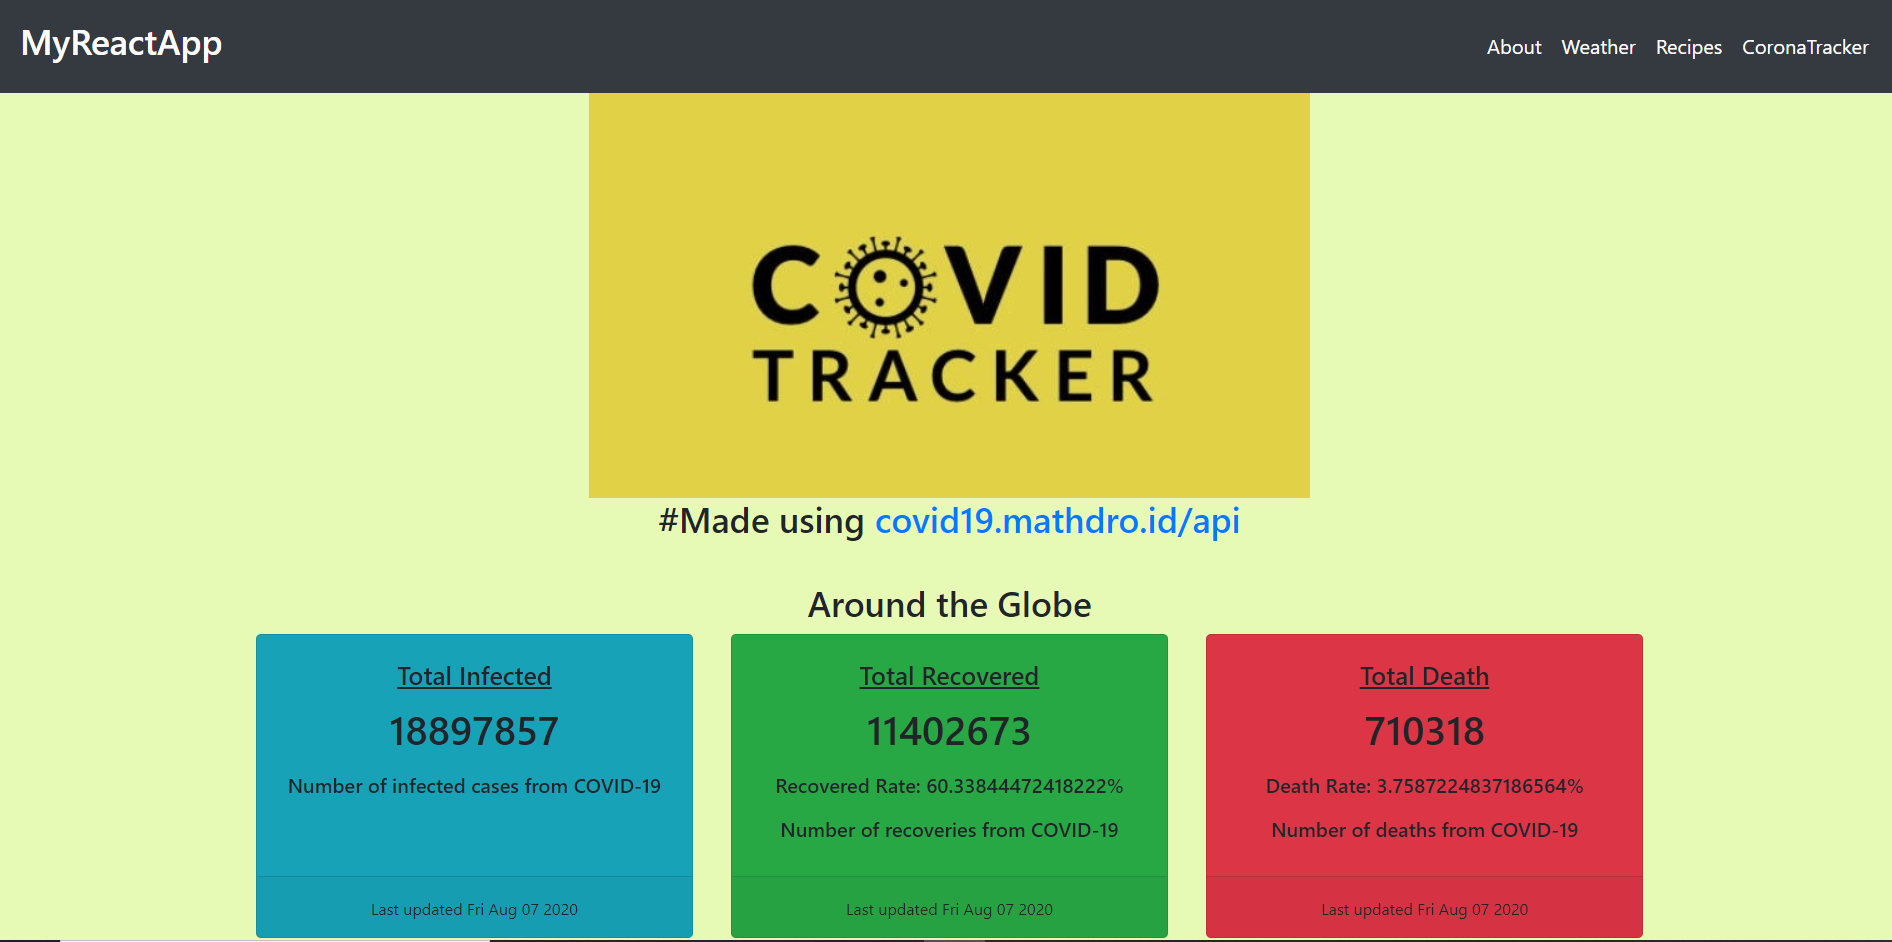 MyReactApp
About Weather Recipes CoronaTracker
COVID
TRACKER
#Made using covid19.mathdro.id/api
Around the Globe
Total Infected
18897857
Number of infected cases from COVID-19
Last updated Fri Aug 07 2020
Total Recovered
11402673
Recovered Rate: 60.33844472418222%
Number of recoveries from COVID-19
Last updated Fri Aug 07 2020
Total Death
710318
Death Rate: 3.7587224837186564%
Number of deaths from COVID-19
Last updated Fri Aug 07 2020